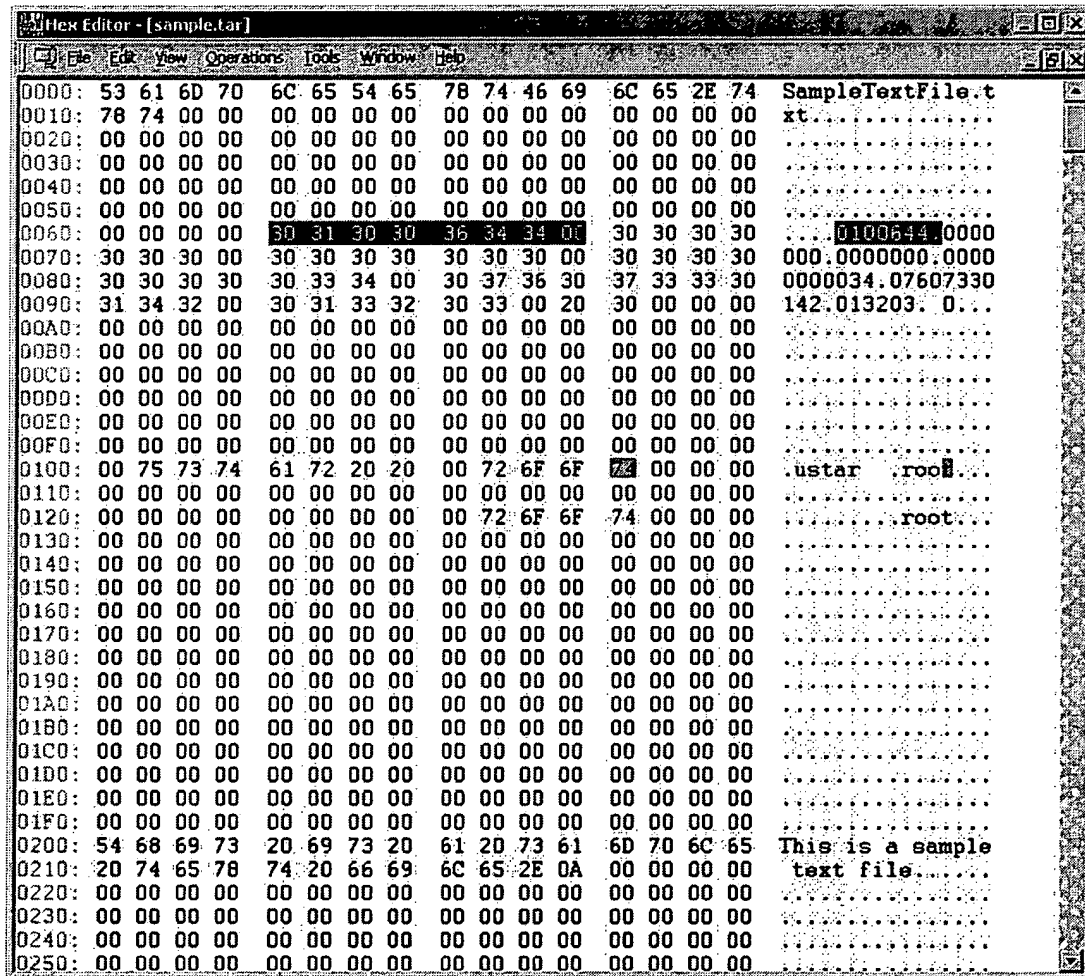 Hex Editor - [sample.tar]
File Edit View Operations Tools Window Help
0000: 53 61 6D 70 6C 65 54 65 78 74 46 69 6C 65 2E 74 SampleTextFile.t
0010: 78 74 00 00 00 00 00 00 00 00 00 00 00 00 00 00 xt..............
0020: 00 00 00 00 00 00 00 00 00 00 00 00 00 00 00 00 ................
0030: 00 00 00 00 00 00 00 00 00 00 00 00 00 00 00 00 ................
0040: 00 00 00 00 00 00 00 00 00 00 00 00 00 00 00 00 ................
0050: 00 00 00 00 00 00 00 00 00 00 00 00 00 00 00 00 ................
0060: 00 00 00 00 30 31 30 30 36 34 34 00 30 30 30 30 ....0100644.0000
0070: 30 30 30 00 30 30 30 30 30 30 30 00 30 30 30 30 000.0000000.0000
0080: 30 30 30 30 30 33 34 00 30 37 36 30 37 33 33 30 0000034.07607330
0090: 31 34 32 00 30 31 33 32 30 33 00 20 30 00 00 00 142.013203. 0...
00A0: 00 00 00 00 00 00 00 00 00 00 00 00 00 00 00 00 ................
00B0: 00 00 00 00 00 00 00 00 00 00 00 00 00 00 00 00 ................
00C0: 00 00 00 00 00 00 00 00 00 00 00 00 00 00 00 00 ................
00D0: 00 00 00 00 00 00 00 00 00 00 00 00 00 00 00 00 ................
00E0: 00 00 00 00 00 00 00 00 00 00 00 00 00 00 00 00 ................
00F0: 00 00 00 00 00 00 00 00 00 00 00 00 00 00 00 00 ................
0100: 00 75 73 74 61 72 20 20 00 72 6F 6F 74 00 00 00 .ustar  .root...
0110: 00 00 00 00 00 00 00 00 00 00 00 00 00 00 00 00 ................
0120: 00 00 00 00 00 00 00 00 00 72 6F 6F 74 00 00 00 .........root...
0130: 00 00 00 00 00 00 00 00 00 00 00 00 00 00 00 00 ................
0140: 00 00 00 00 00 00 00 00 00 00 00 00 00 00 00 00 ................
0150: 00 00 00 00 00 00 00 00 00 00 00 00 00 00 00 00 ................
0160: 00 00 00 00 00 00 00 00 00 00 00 00 00 00 00 00 ................
0170: 00 00 00 00 00 00 00 00 00 00 00 00 00 00 00 00 ................
0180: 00 00 00 00 00 00 00 00 00 00 00 00 00 00 00 00 ................
0190: 00 00 00 00 00 00 00 00 00 00 00 00 00 00 00 00 ................
01A0: 00 00 00 00 00 00 00 00 00 00 00 00 00 00 00 00 ................
01B0: 00 00 00 00 00 00 00 00 00 00 00 00 00 00 00 00 ................
01C0: 00 00 00 00 00 00 00 00 00 00 00 00 00 00 00 00 ................
01D0: 00 00 00 00 00 00 00 00 00 00 00 00 00 00 00 00 ................
01E0: 00 00 00 00 00 00 00 00 00 00 00 00 00 00 00 00 ................
01F0: 00 00 00 00 00 00 00 00 00 00 00 00 00 00 00 00 ................
0200: 54 68 69 73 20 69 73 20 61 20 73 61 6D 70 6C 65 This is a sample
0210: 20 74 65 78 74 20 66 69 6C 65 2E 0A 00 00 00 00  text file......
0220: 00 00 00 00 00 00 00 00 00 00 00 00 00 00 00 00 ................
0230: 00 00 00 00 00 00 00 00 00 00 00 00 00 00 00 00 ................
0240: 00 00 00 00 00 00 00 00 00 00 00 00 00 00 00 00 ................
0250: 00 00 00 00 00 00 00 00 00 00 00 00 00 00 00 00 ................